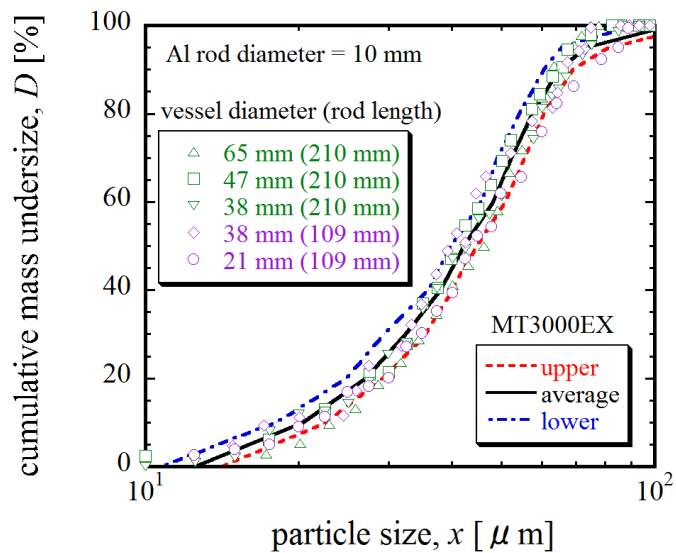 cumulative mass undersize, D [%]
100
80
60
40
20
0
Al rod diameter = 10 mm
vessel diameter (rod length)
65 mm (210 mm)
47 mm (210 mm)
38 mm (210 mm)
38 mm (109 mm)
21 mm (109 mm)
MT3000EX
upper
average
lower
10¹
10²
particle size, x [ μ m]